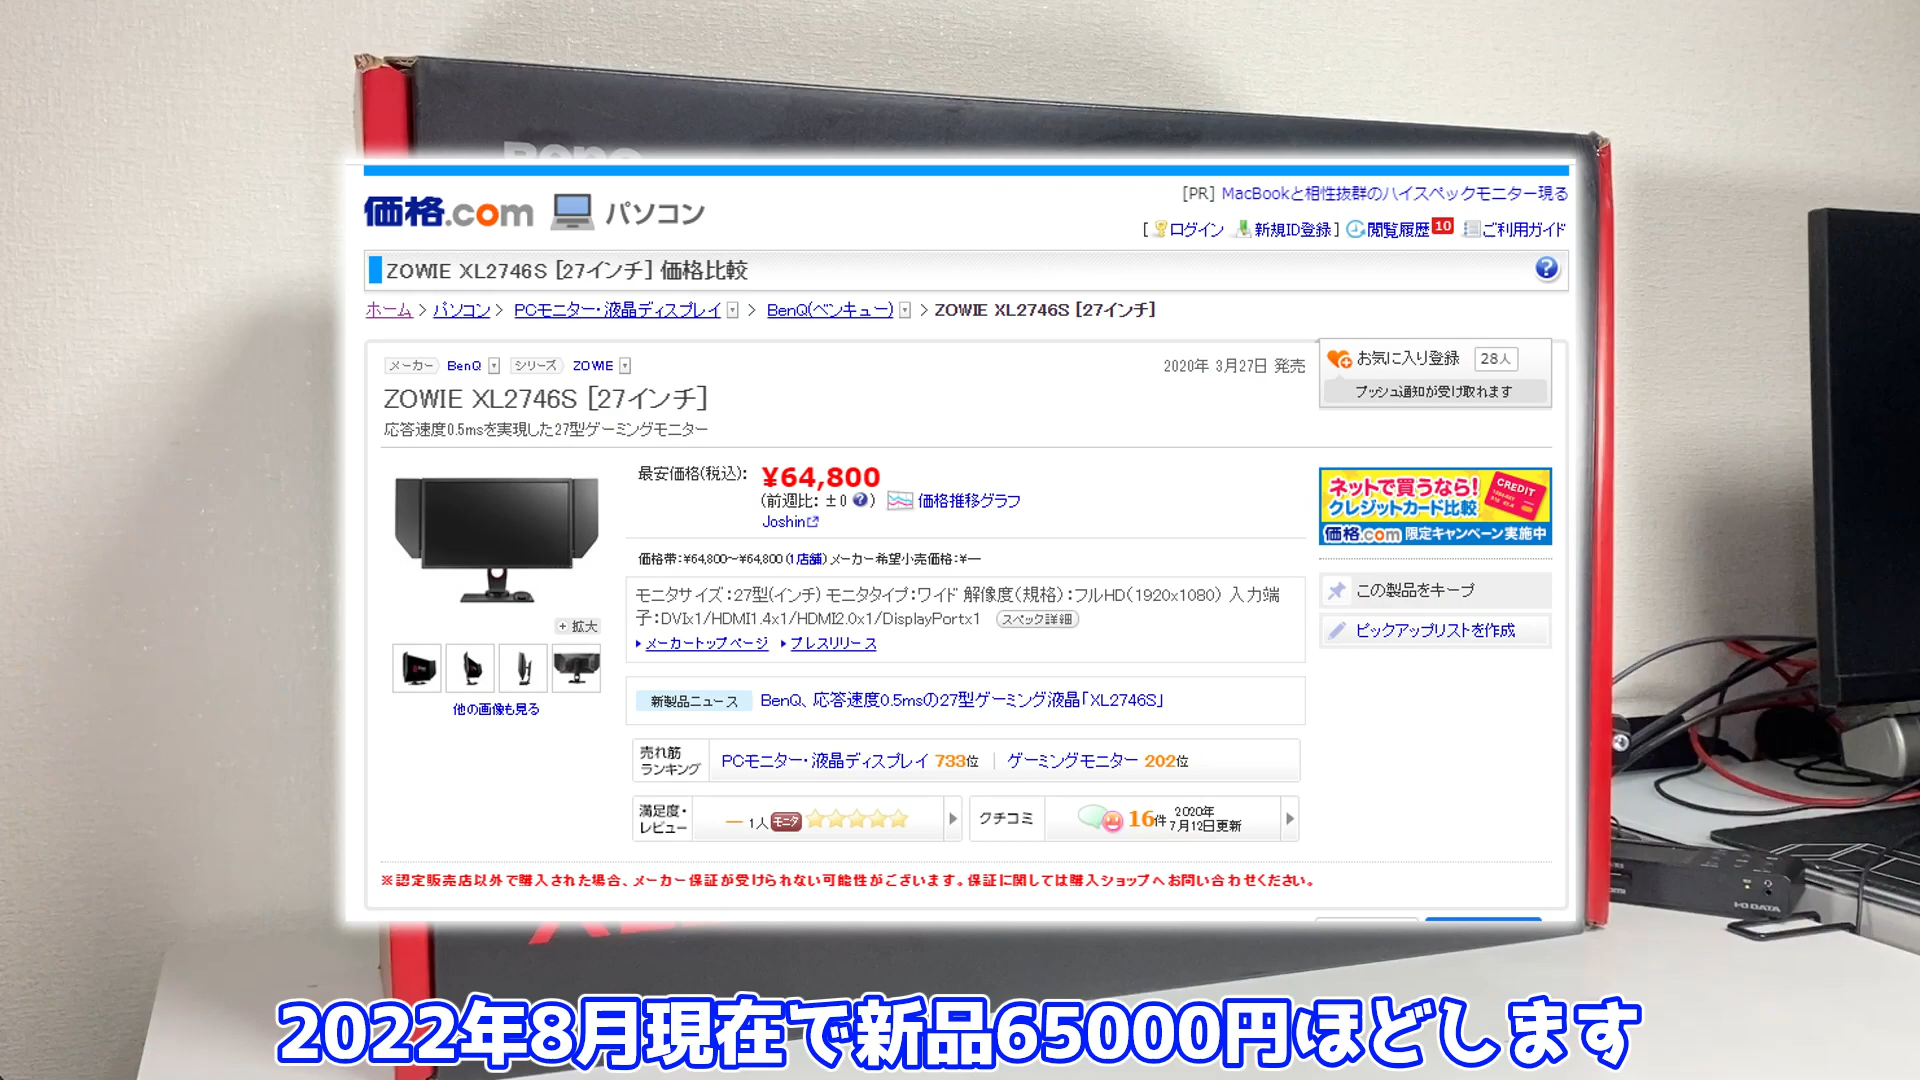 BenQ
価格.com パソコン
[PR] MacBookと相性抜群のハイスペックモニター現る
[ログイン 新規ID登録] 閲覧履歴10 ご利用ガイド
ZOWIE XL2746S [27インチ] 価格比較
ホーム > パソコン > PCモニター・液晶ディスプレイ > BenQ(ベンキュー) > ZOWIE XL2746S [27インチ]
メーカー BenQ シリーズ ZOWIE
2020年 3月27日 発売
お気に入り登録 28人
プッシュ通知が受け取れます
ZOWIE XL2746S [27インチ]
応答速度0.5msを実現した27型ゲーミングモニター
最安価格(税込): ¥64,800
(前週比: ±0 ) 価格推移グラフ
Joshin
価格帯:¥64,800～¥64,800 (1店舗) メーカー希望小売価格:¥―
モニタサイズ:27型(インチ) モニタタイプ:ワイド 解像度(規格):フルHD(1920x1080) 入力端
子:DVIx1/HDMI1.4x1/HDMI2.0x1/DisplayPortx1 スペック詳細
メーカートップページ プレスリリース
+ 拡大
他の画像も見る
新製品ニュース BenQ、応答速度0.5msの27型ゲーミング液晶「XL2746S」
売れ筋ランキング PCモニター・液晶ディスプレイ 733位 | ゲーミングモニター 202位
満足度・レビュー ― 1人 モニタ
クチコミ 16件 2020年7月12日更新
ネットで買うなら!
クレジットカード比較
CREDIT
価格.com 限定キャンペーン実施中
この製品をキープ
ピックアップリストを作成
※認定販売店以外で購入された場合、メーカー保証が受けられない可能性がございます。保証に関しては購入ショップへお問い合わせください。
I-O DATA
2022年8月現在で新品65000円ほどします